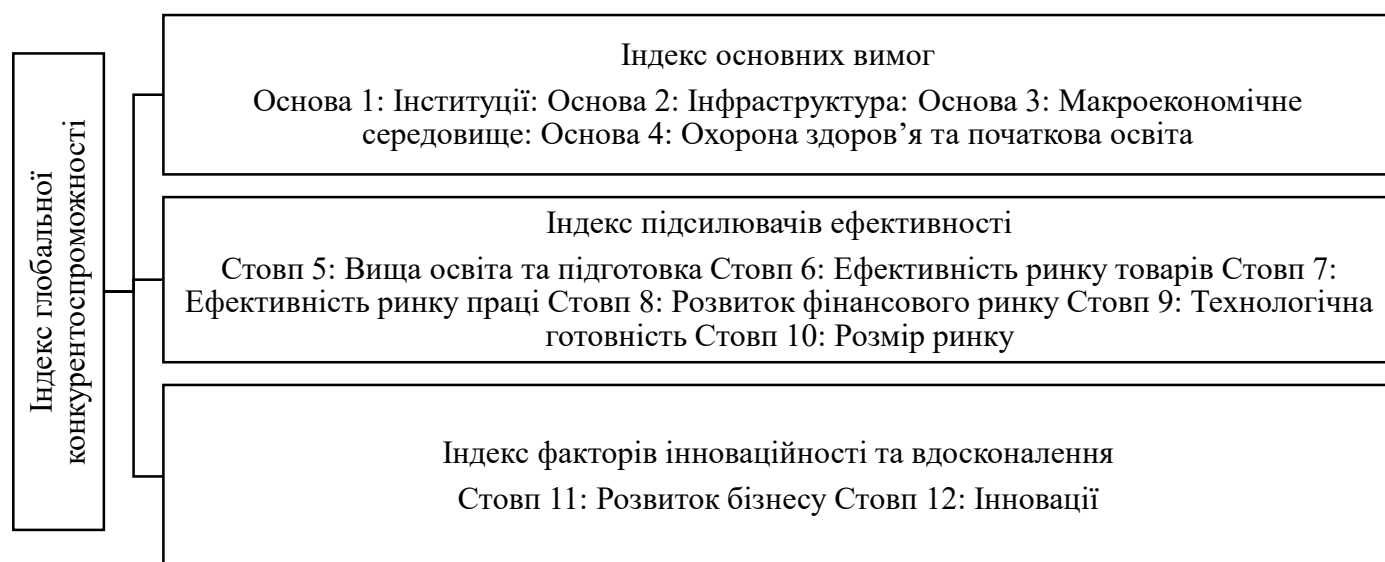 Індекс глобальної
конкурентоспроможності
Індекс основних вимог
Основа 1: Інституції: Основа 2: Інфраструктура: Основа 3: Макроекономічне
середовище: Основа 4: Охорона здоров’я та початкова освіта
Індекс підсилювачів ефективності
Стовп 5: Вища освіта та підготовка Стовп 6: Ефективність ринку товарів Стовп 7:
Ефективність ринку праці Стовп 8: Розвиток фінансового ринку Стовп 9: Технологічна
готовність Стовп 10: Розмір ринку
Індекс факторів інноваційності та вдосконалення
Стовп 11: Розвиток бізнесу Стовп 12: Інновації